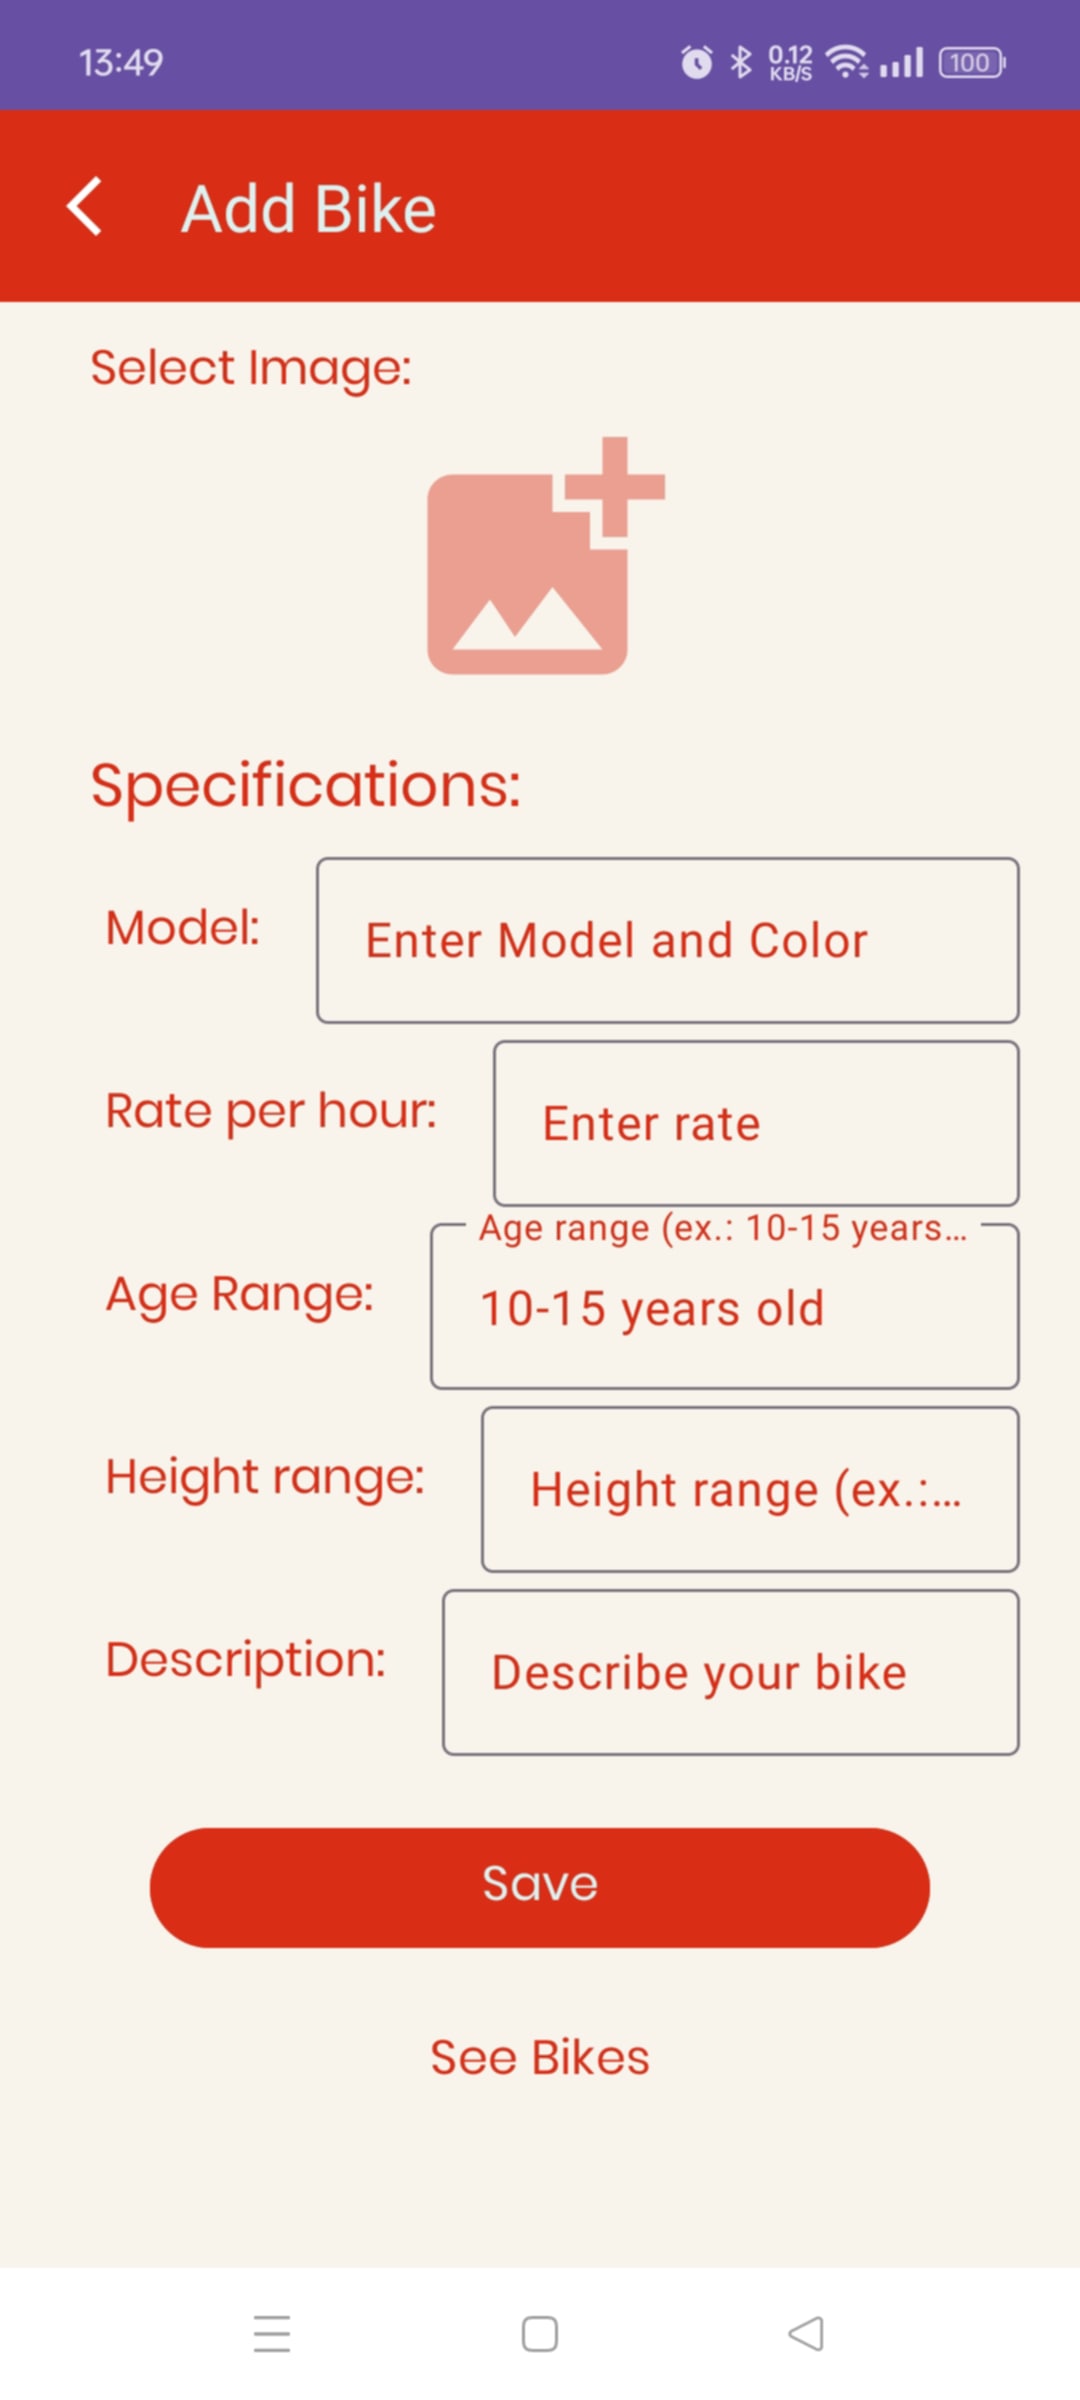 13:49
0.12
KB/S
100
Add Bike
Select Image:
Specifications:
Model:
Enter Model and Color
Rate per hour:
Enter rate
Age range (ex.: 10-15 years...
Age Range:
10-15 years old
Height range:
Height range (ex.:...
Description:
Describe your bike
Save
See Bikes